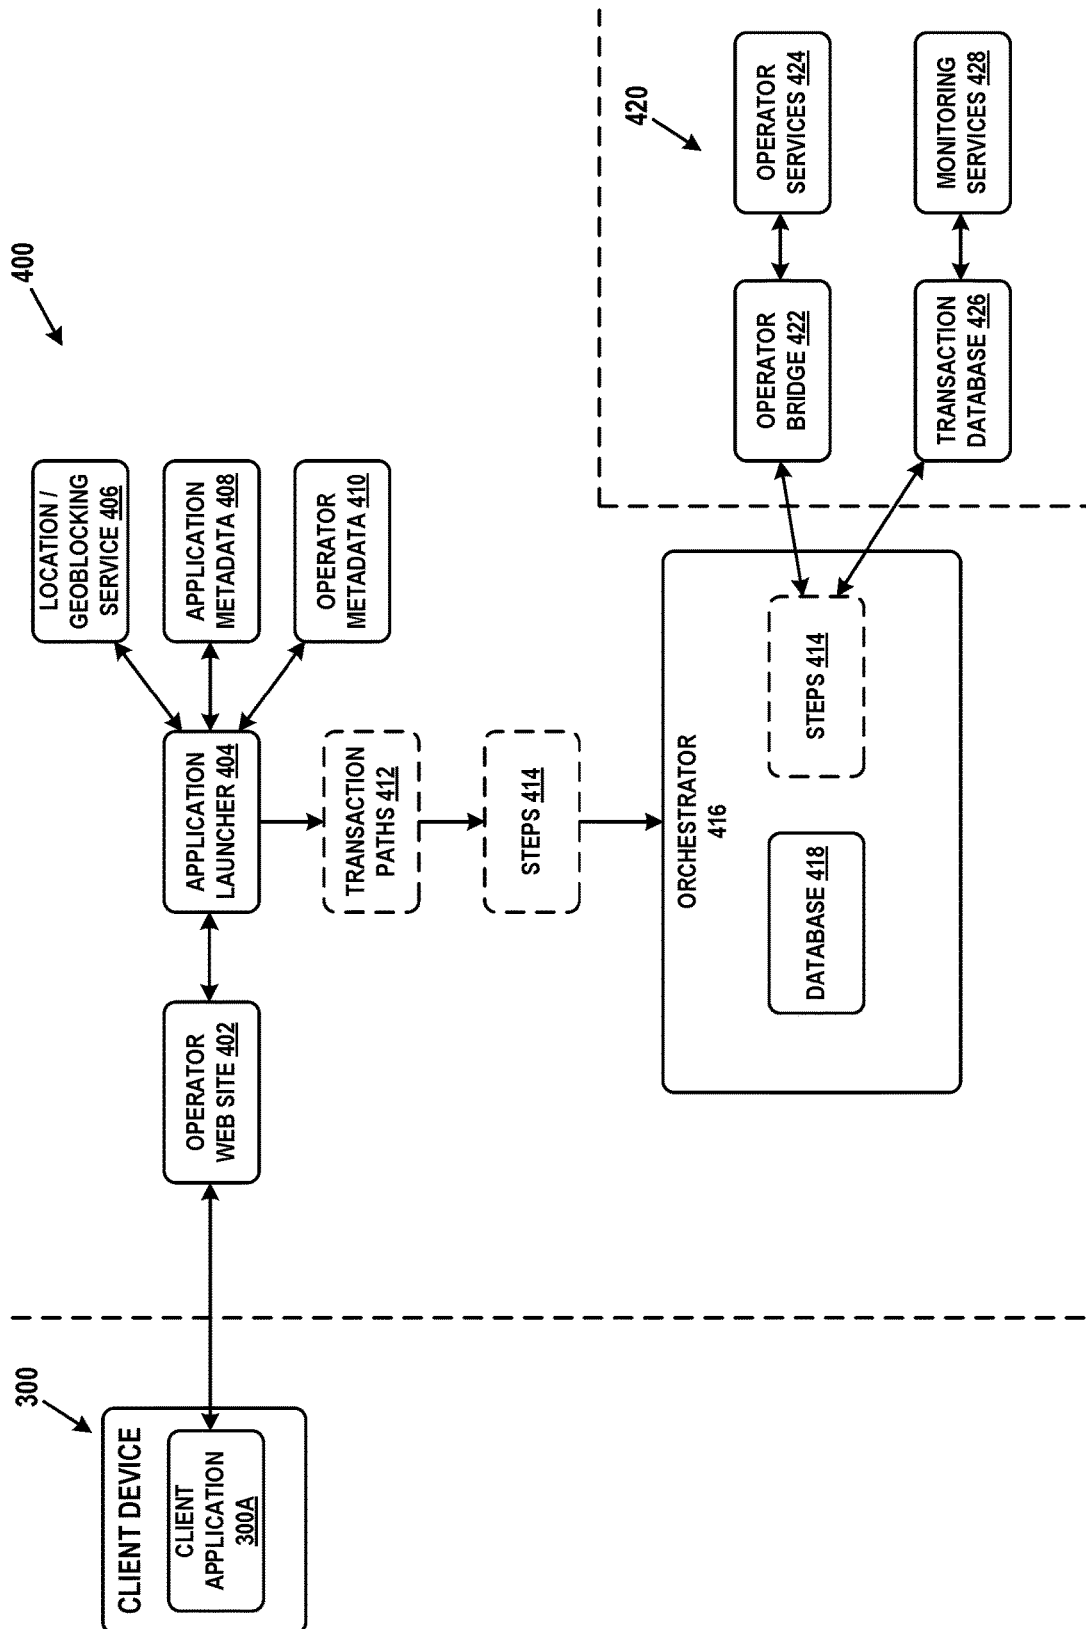 400
300
CLIENT DEVICE
CLIENT
APPLICATION
300A
OPERATOR
WEB SITE 402
APPLICATION
LAUNCHER 404
LOCATION /
GEOBLOCKING
SERVICE 406
APPLICATION
METADATA 408
OPERATOR
METADATA 410
TRANSACTION
PATHS 412
STEPS 414
ORCHESTRATOR
416
DATABASE 418
STEPS 414
420
OPERATOR
BRIDGE 422
OPERATOR
SERVICES 424
TRANSACTION
DATABASE 426
MONITORING
SERVICES 428